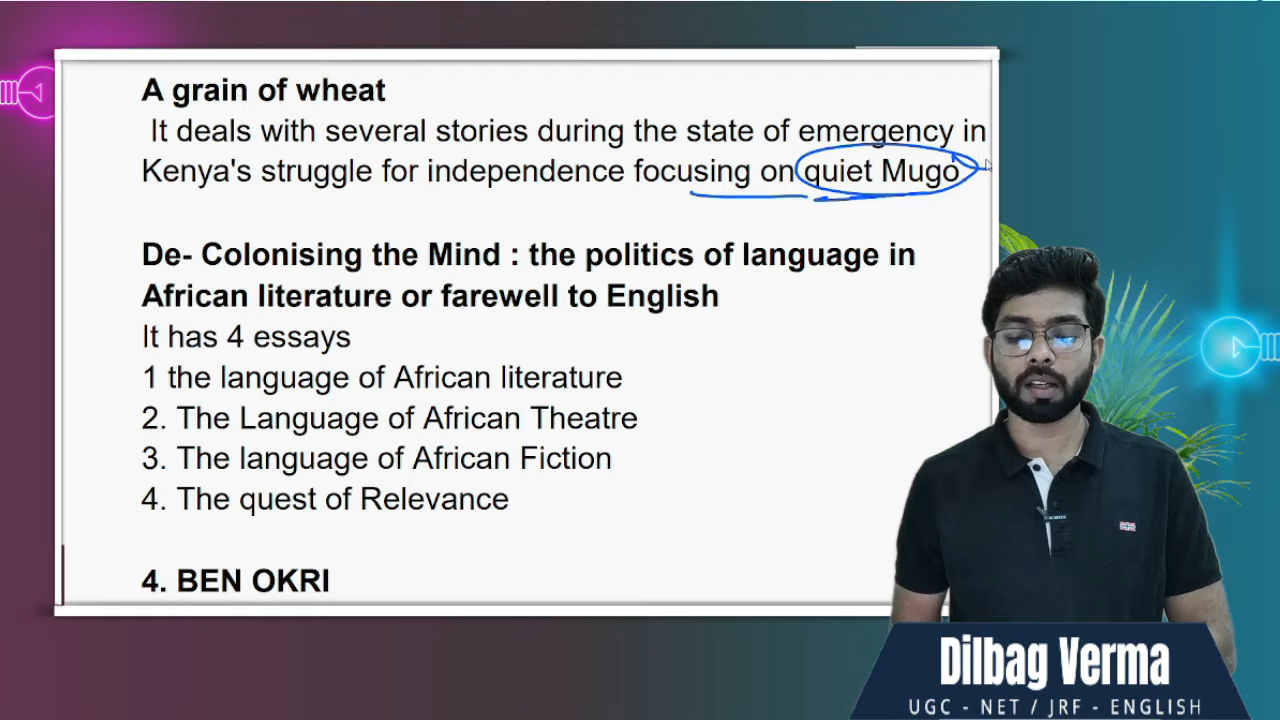 A grain of wheat
It deals with several stories during the state of emergency in
Kenya's struggle for independence focusing on quiet Mugo
De- Colonising the Mind : the politics of language in
African literature or farewell to English
It has 4 essays
1 the language of African literature
2. The Language of African Theatre
3. The language of African Fiction
4. The quest of Relevance
4. BEN OKRI
Dilbag Verma
UGC - NET / JRF - ENGLISH